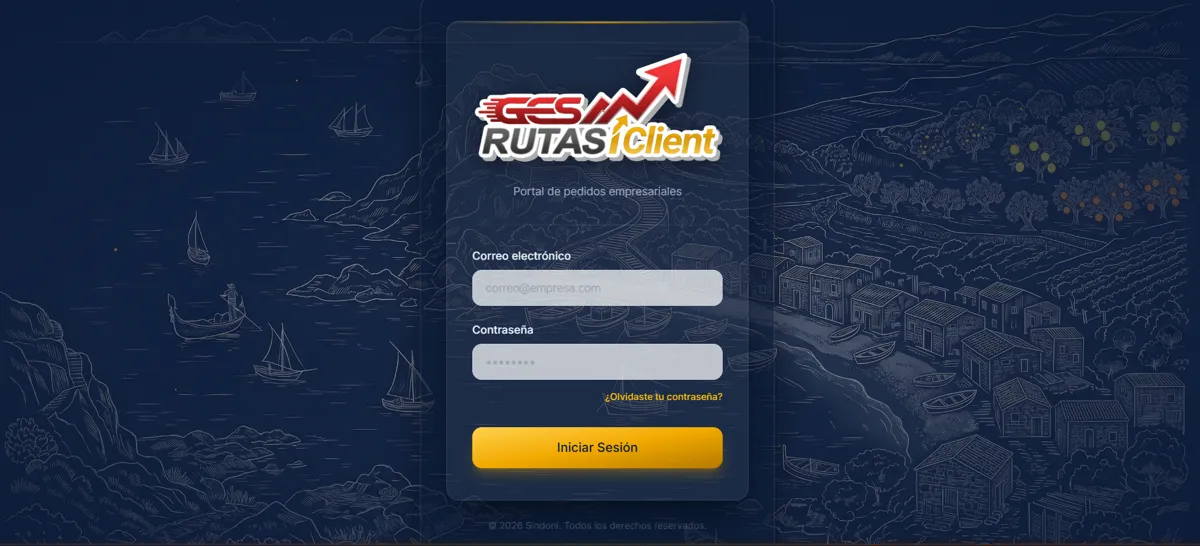 GES
RUTAS iClient
Portal de pedidos empresariales
Correo electrónico
correo@empresa.com
Contraseña
••••••••
¿Olvidaste tu contraseña?
Iniciar Sesión
© 2026 Sindoni. Todos los derechos reservados.